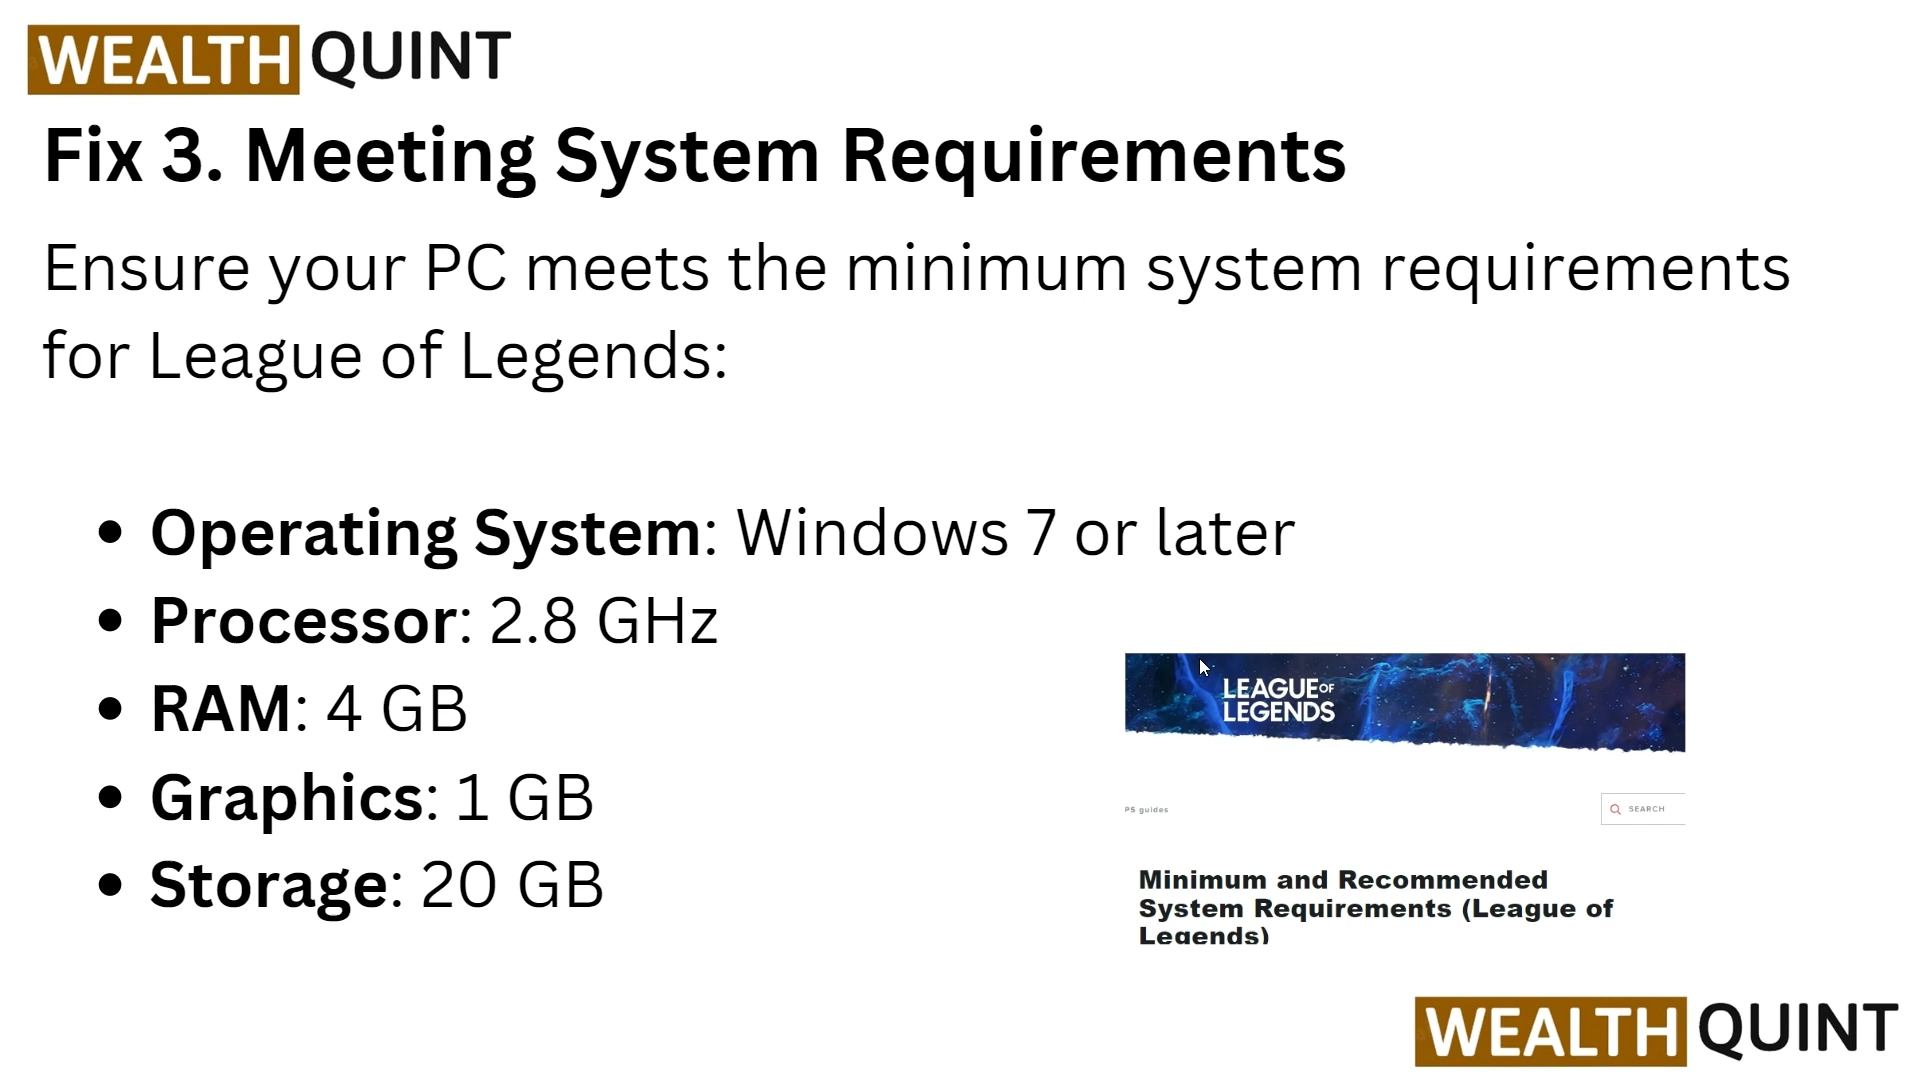 WEALTH QUINT
Fix 3. Meeting System Requirements
Ensure your PC meets the minimum system requirements
for League of Legends:
• Operating System: Windows 7 or later
• Processor: 2.8 GHz
• RAM: 4 GB
• Graphics: 1 GB
• Storage: 20 GB
LEAGUE OF
LEGENDS
PS guides
SEARCH
Minimum and Recommended
System Requirements (League of
Legends)
WEALTH QUINT